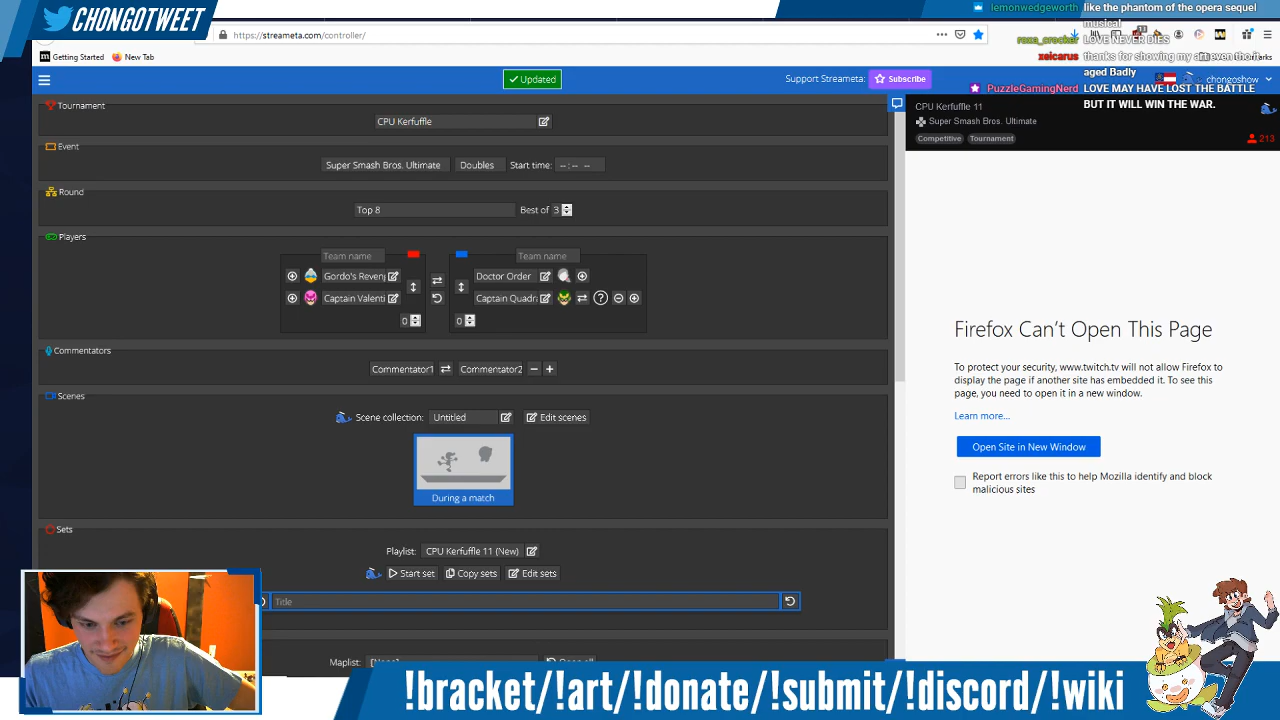 CHONGOTWEET
https://streameta.com/controller/
Getting Started
New Tab
lemonwedgeworth
like the phantom of the opera sequel
musical
LOVE NEVER DIES
xelcarus
thanks for showing my art even tho it
aged Badly
chongoshow
PuzzleGamingNerd
LOVE MAY HAVE LOST THE BATTLE
BUT IT WILL WIN THE WAR.
Updated
Support Streameta:
Subscribe
Tournament
CPU Kerfuffle
Event
Super Smash Bros. Ultimate
Doubles
Start time:
--:-- --
Round
Top 8
Best of 3
Players
Team name
Team name
Gordo's Reven
Doctor Order
Captain Valenti
Captain Quadr
0
0
Commentators
Commentator1
Commentator2
Scenes
Scene collection:
Untitled
Edit scenes
During a match
Sets
Playlist:
CPU Kerfuffle 11 (New)
Start set
Copy sets
Edit sets
Title
Maplist:
CPU Kerfuffle 11
Super Smash Bros. Ultimate
Competitive
Tournament
213
Firefox Can't Open This Page
To protect your security, www.twitch.tv will not allow Firefox to
display the page if another site has embedded it. To see this
page, you need to open it in a new window.
Learn more...
Open Site in New Window
Report errors like this to help Mozilla identify and block
malicious sites
!bracket/!art/!donate/!submit/!discord/!wiki